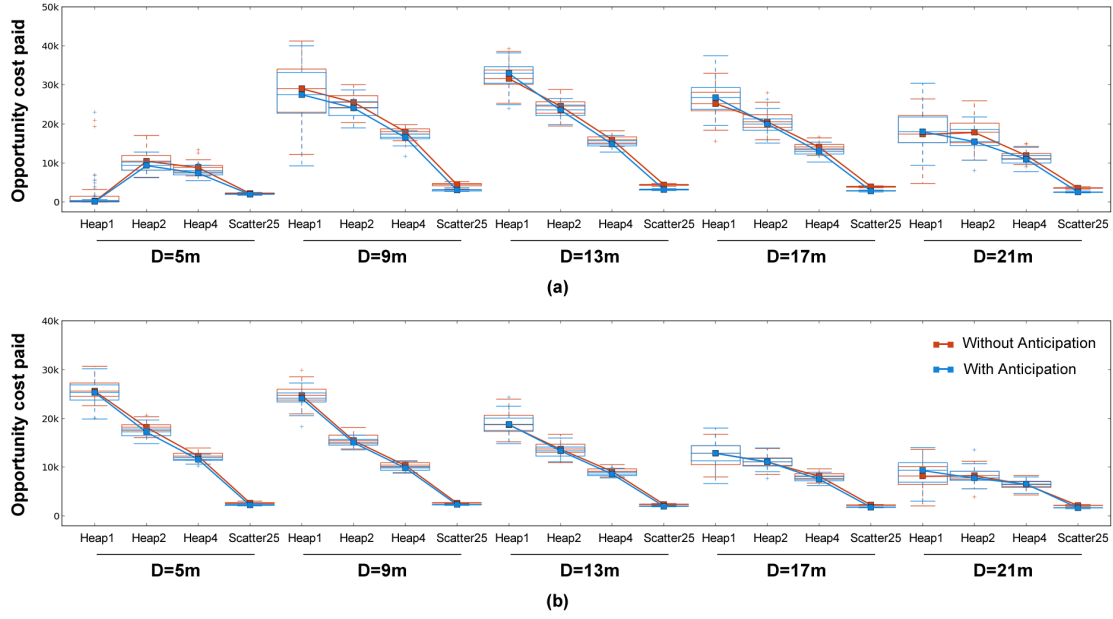 Opportunity cost paid
50k
40k
30k
20k
10k
0
Heap1 Heap2 Heap4 Scatter25 Heap1 Heap2 Heap4 Scatter25 Heap1 Heap2 Heap4 Scatter25 Heap1 Heap2 Heap4 Scatter25 Heap1 Heap2 Heap4 Scatter25
D=5m D=9m D=13m D=17m D=21m
(a)
Opportunity cost paid
40k
30k
20k
10k
0
Without Anticipation
With Anticipation
Heap1 Heap2 Heap4 Scatter25 Heap1 Heap2 Heap4 Scatter25 Heap1 Heap2 Heap4 Scatter25 Heap1 Heap2 Heap4 Scatter25 Heap1 Heap2 Heap4 Scatter25
D=5m D=9m D=13m D=17m D=21m
(b)